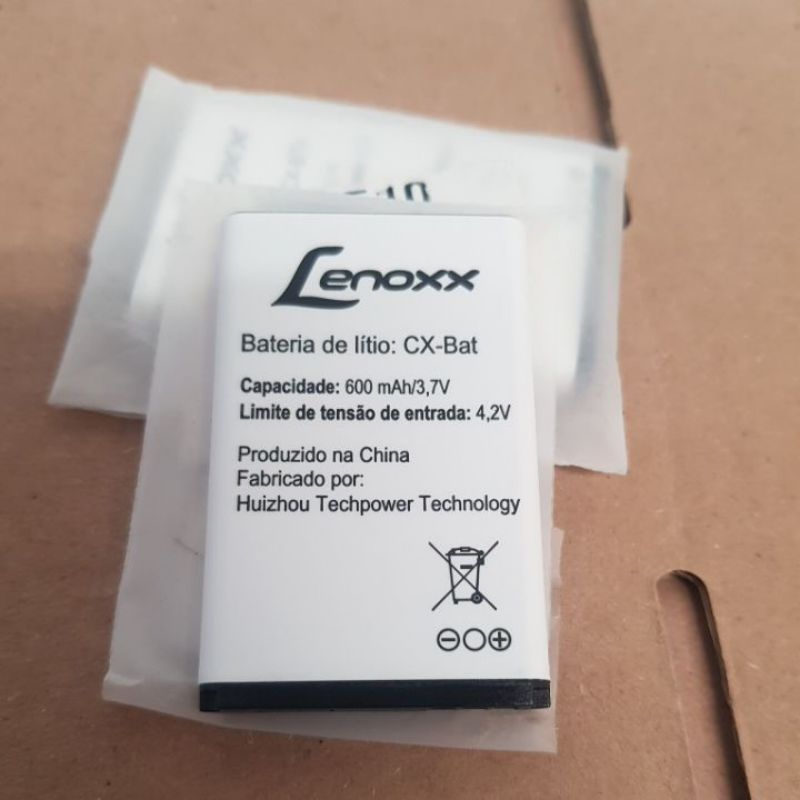 Lenoxx
Bateria de lítio: CX-Bat
Capacidade: 600 mAh/3,7V
Limite de tensão de entrada: 4,2V
Produzido na China
Fabricado por:
Huizhou Techpower Technology